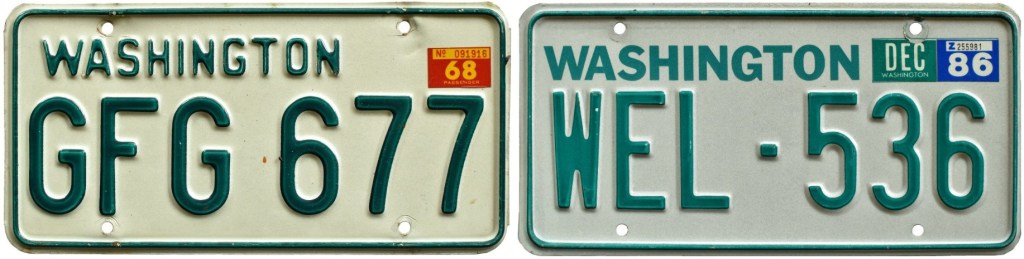 WASHINGTON
Nº 091916
68
GFG 677
WASHINGTON
DEC
WASHINGTON
Z 255981
86
WEL·536